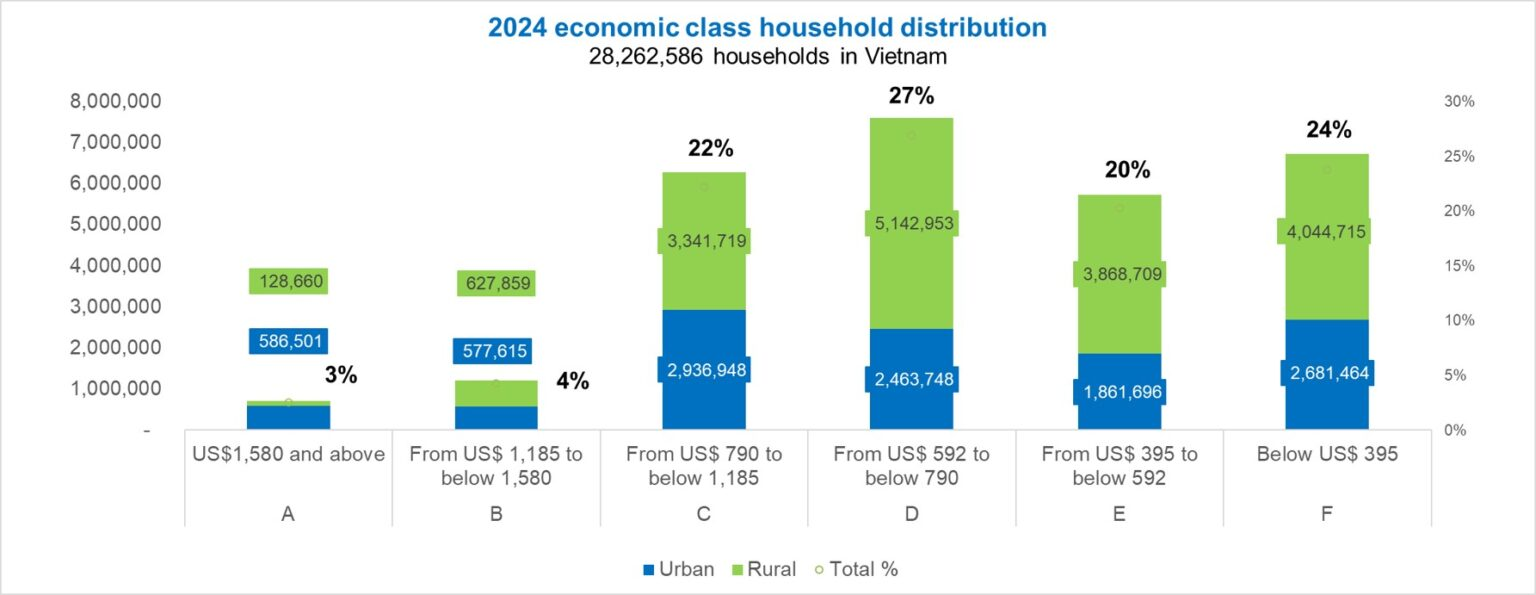 2024 economic class household distribution
28,262,586 households in Vietnam
8,000,000
7,000,000
6,000,000
5,000,000
4,000,000
3,000,000
2,000,000
1,000,000
-
30%
25%
20%
15%
10%
5%
0%
128,660
586,501
3%
627,859
577,615
4%
22%
3,341,719
2,936,948
27%
5,142,953
2,463,748
20%
3,868,709
1,861,696
24%
4,044,715
2,681,464
US$1,580 and above
A
From US$ 1,185 to
below 1,580
B
From US$ 790 to
below 1,185
C
From US$ 592 to
below 790
D
From US$ 395 to
below 592
E
Below US$ 395
F
Urban
Rural
Total %